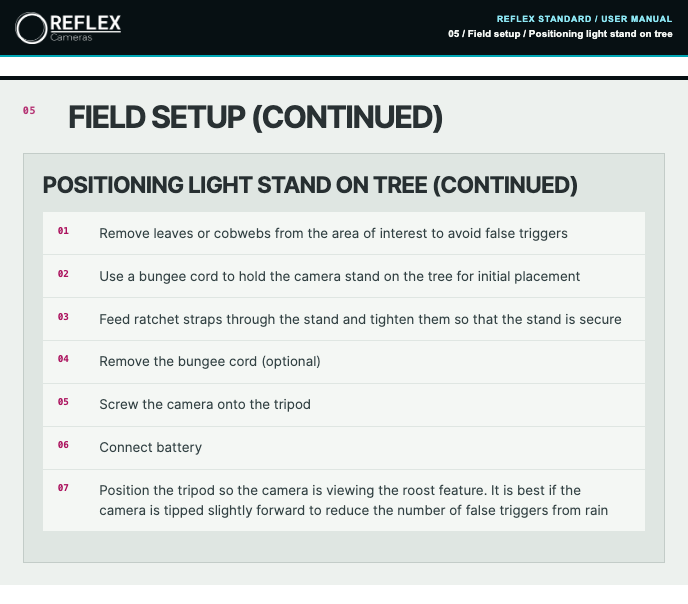 REFLEX
Cameras
REFLEX STANDARD / USER MANUAL
05 / Field setup / Positioning light stand on tree
05
FIELD SETUP (CONTINUED)
POSITIONING LIGHT STAND ON TREE (CONTINUED)
01 Remove leaves or cobwebs from the area of interest to avoid false triggers
02 Use a bungee cord to hold the camera stand on the tree for initial placement
03 Feed ratchet straps through the stand and tighten them so that the stand is secure
04 Remove the bungee cord (optional)
05 Screw the camera onto the tripod
06 Connect battery
07 Position the tripod so the camera is viewing the roost feature. It is best if the
camera is tipped slightly forward to reduce the number of false triggers from rain